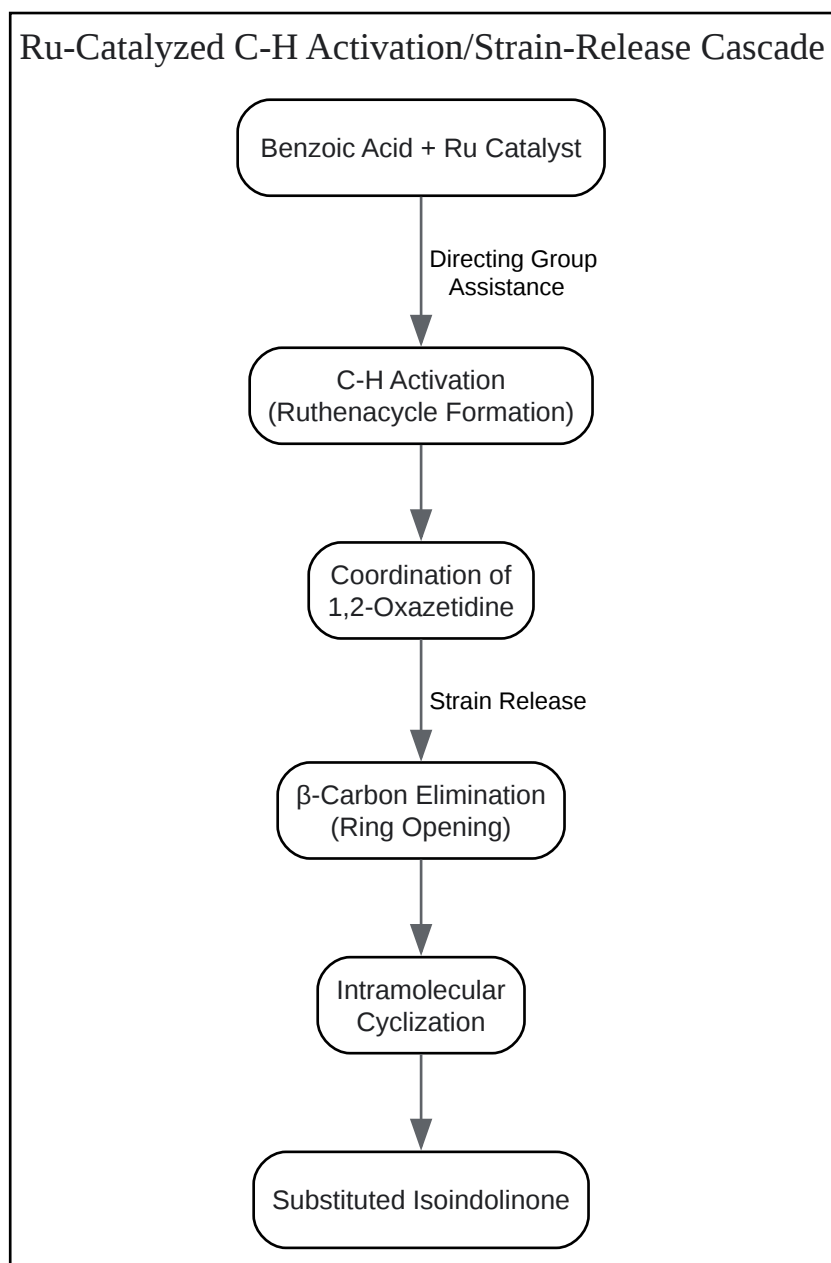 Ru-Catalyzed C-H Activation/Strain-Release Cascade
Benzoic Acid + Ru Catalyst
Directing Group
Assistance
C-H Activation
(Ruthenacycle Formation)
Coordination of
1,2-Oxazetidine
Strain Release
β-Carbon Elimination
(Ring Opening)
Intramolecular
Cyclization
Substituted Isoindolinone